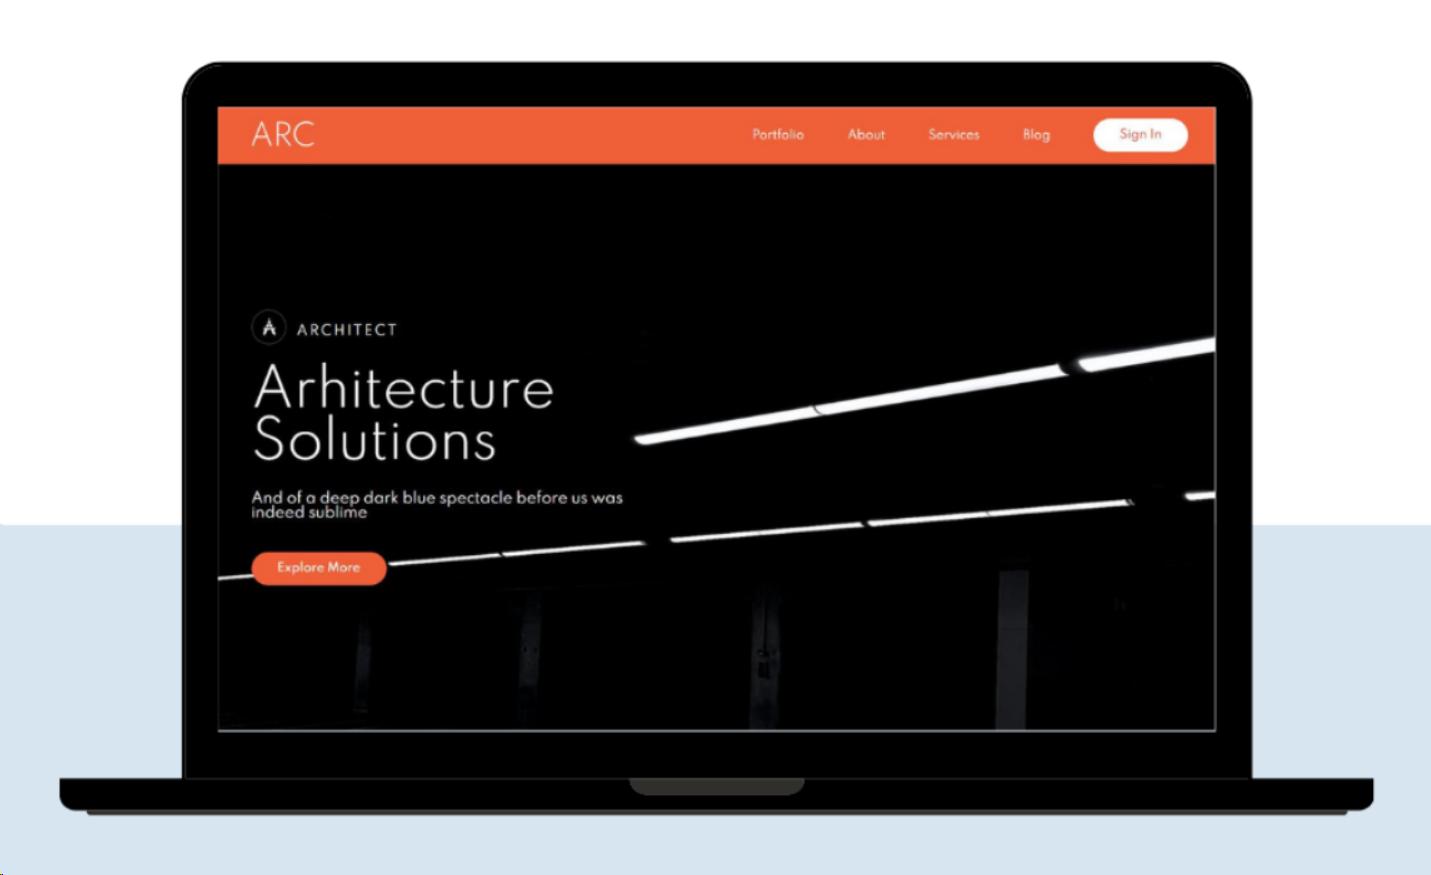 ARC
Portfolio About Services Blog Sign In
ARCHITECT
Arhitecture
Solutions
And of a deep dark blue spectacle before us was
indeed sublime
Explore More